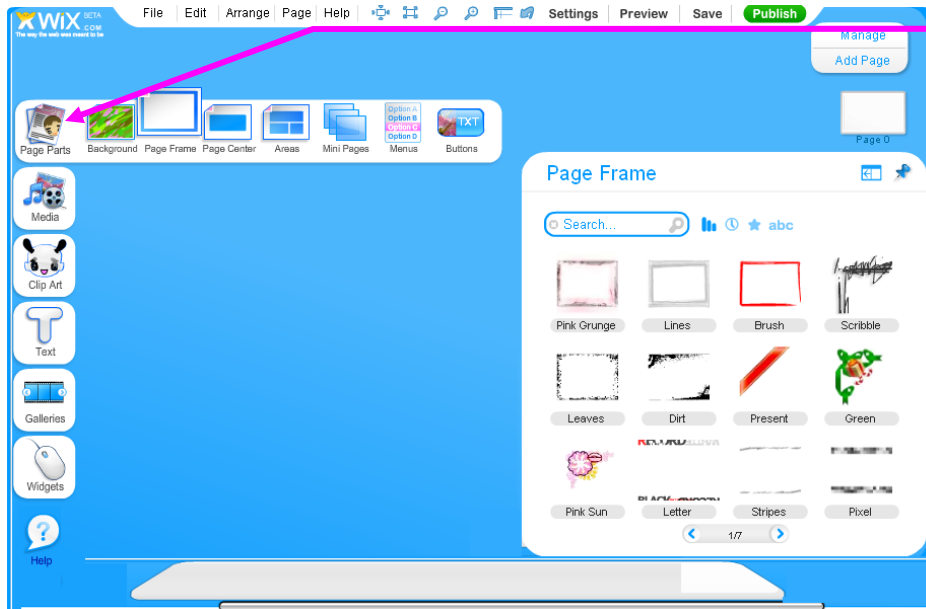 WiX BETA
.COM
The way the web was meant to be
File Edit Arrange Page Help Settings Preview Save Publish
Manage
Add Page
Page 0
Page Parts
Background
Page Frame
Page Center
Areas
Mini Pages
Option A
Option B
Option C
Option D
Menus
TXT
Buttons
Media
Clip Art
T
Text
Galleries
Widgets
?
Help
Page Frame
Search...
abc
Pink Grunge Lines Brush Scribble
Leaves Dirt Present Green
RECORD
Pink Sun Letter Stripes Pixel
1/7